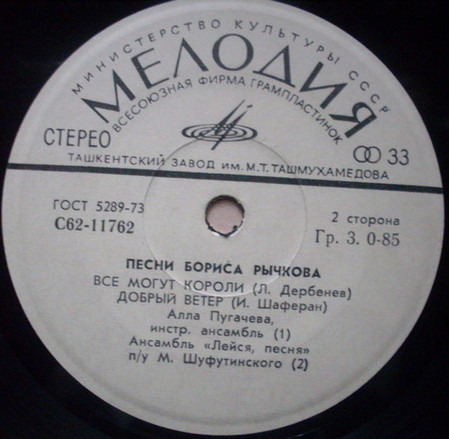 МИНИСТЕРСТВО КУЛЬТУРЫ СССР
МЕЛОДИЯ
ВСЕСОЮЗНАЯ ФИРМА ГРАМПЛАСТИНОК
СТЕРЕО
33
ТАШКЕНТСКИЙ ЗАВОД ИМ. М.Т. ТАШМУХАМЕДОВА
ГОСТ 5289-73
С62-11762
2 сторона
Гр. 3. 0-85
ПЕСНИ БОРИСА РЫЧКОВА
ВСЕ МОГУТ КОРОЛИ (Л. Дербенев)
ДОБРЫЙ ВЕТЕР (И. Шаферан)
Алла Пугачева,
инстр. ансамбль (1)
Ансамбль «Лейся, песня»
п/у М. Шуфутинского (2)